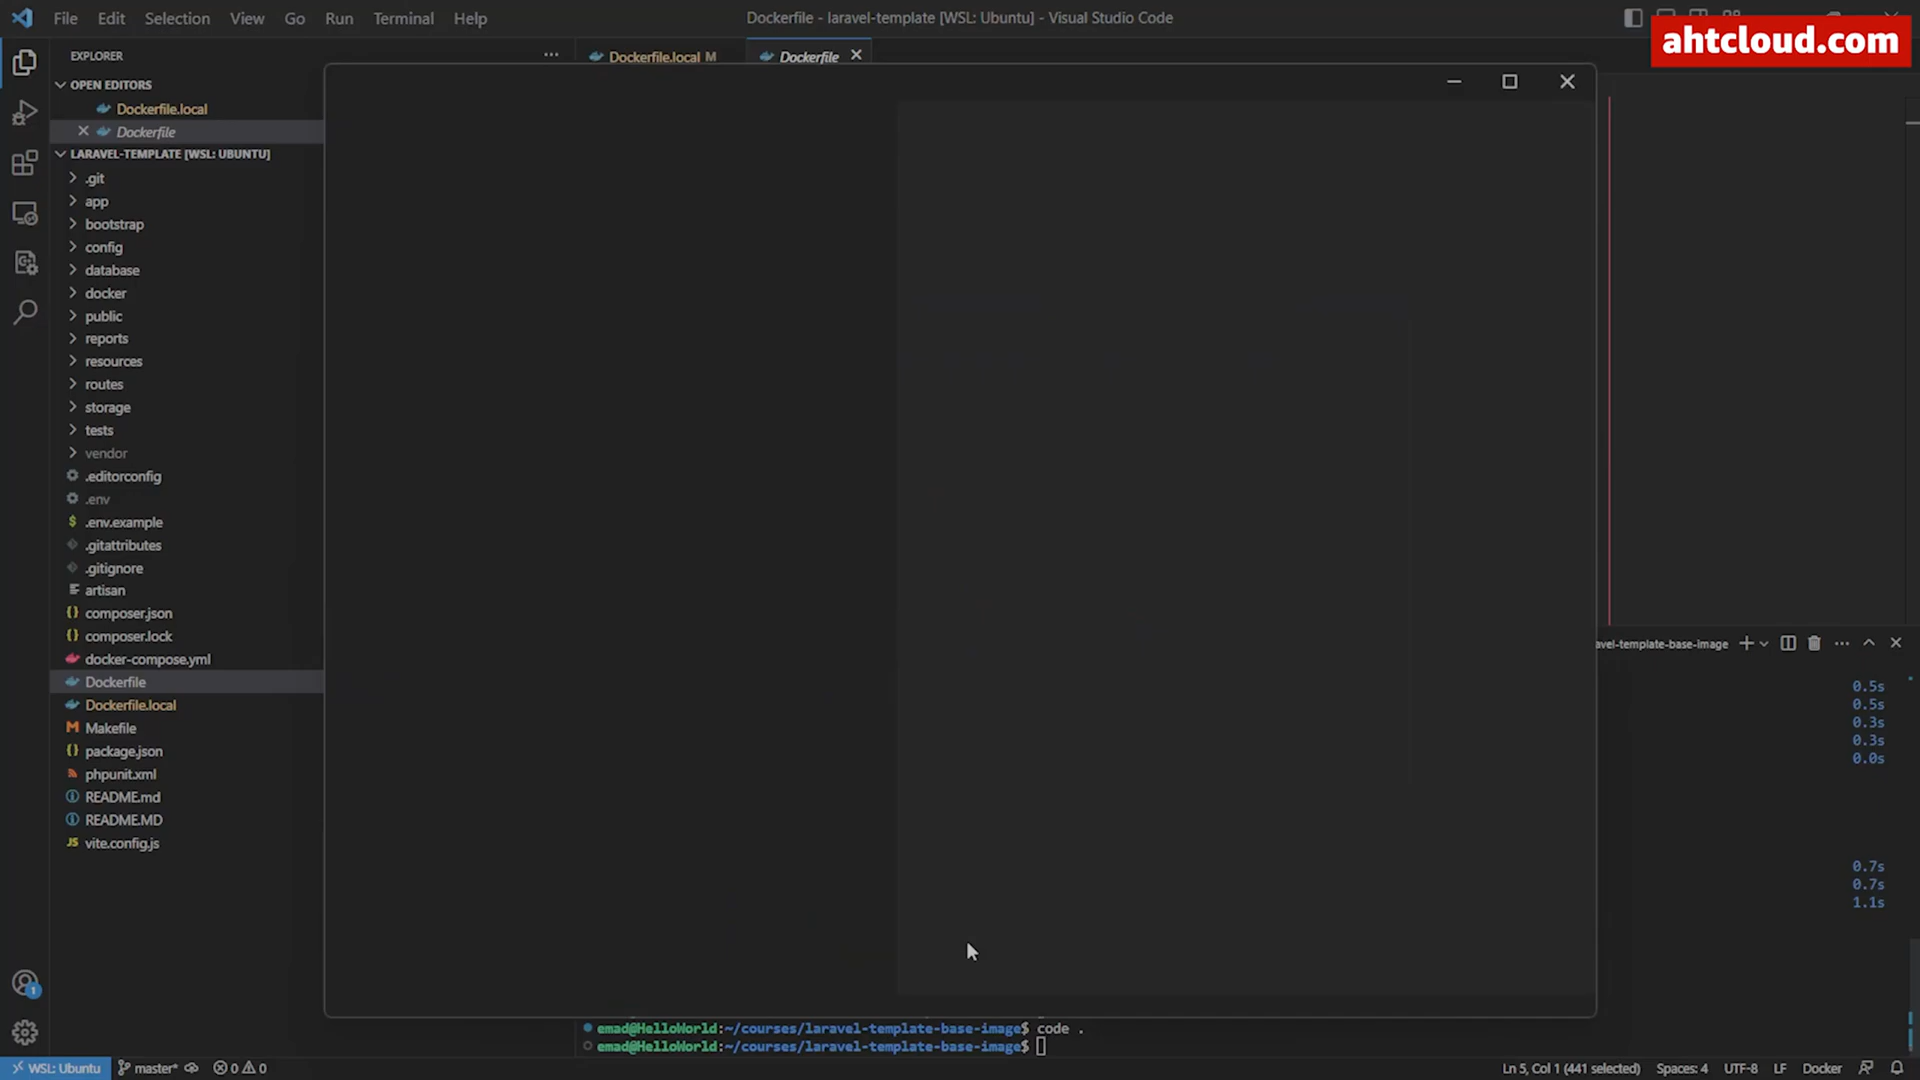 File Edit Selection View Go Run Terminal Help
Dockerfile - laravel-template [WSL: Ubuntu] - Visual Studio Code
ahtcloud.com
EXPLORER
Dockerfile.local M
Dockerfile
OPEN EDITORS
Dockerfile.local
Dockerfile
LARAVEL-TEMPLATE [WSL: UBUNTU]
.git
app
bootstrap
config
database
docker
public
reports
resources
routes
storage
tests
vendor
.editorconfig
.env
.env.example
.gitattributes
.gitignore
artisan
composer.json
composer.lock
docker-compose.yml
Dockerfile
Dockerfile.local
Makefile
package.json
phpunit.xml
README.md
README.MD
vite.config.js
avel-template-base-image
0.5s
0.5s
0.3s
0.3s
0.0s
0.7s
0.7s
1.1s
emad@HelloWorld:~/courses/laravel-template-base-image$ code .
emad@HelloWorld:~/courses/laravel-template-base-image$
1
WSL: Ubuntu master* 0 0 Ln 5, Col 1 (441 selected) Spaces: 4 UTF-8 LF Docker